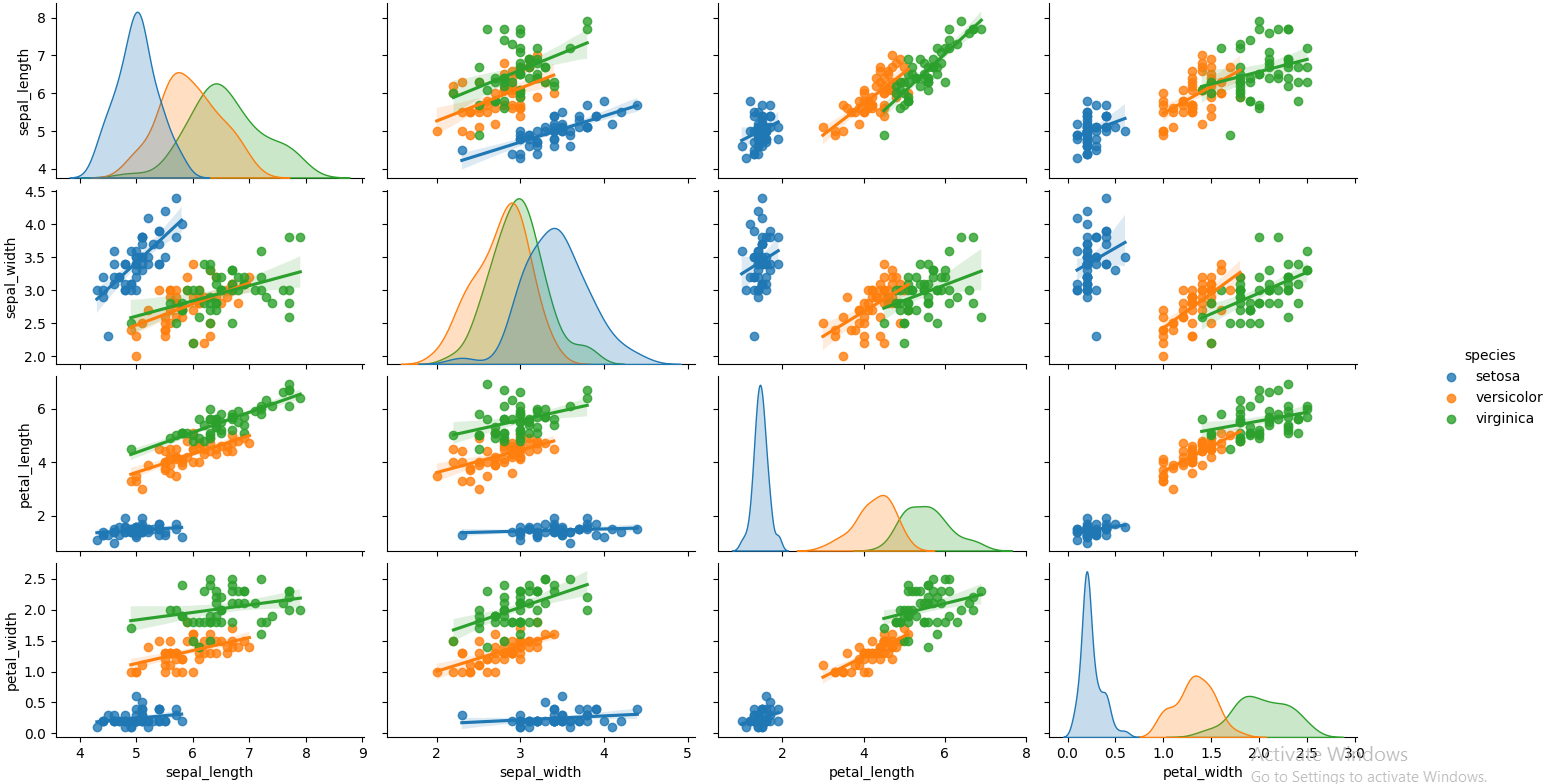 sepal_length
8
7
6
5
4
sepal_width
4.5
4.0
3.5
3.0
2.5
2.0
petal_length
6
4
2
petal_width
2.5
2.0
1.5
1.0
0.5
0.0
4 5 6 7 8 9
sepal_length
2 3 4 5
sepal_width
2 4 6 8
petal_length
0.0 0.5 1.0 1.5 2.0 2.5 3.0
petal_width
species
setosa
versicolor
virginica
Activate Windows
Go to Settings to activate Windows.